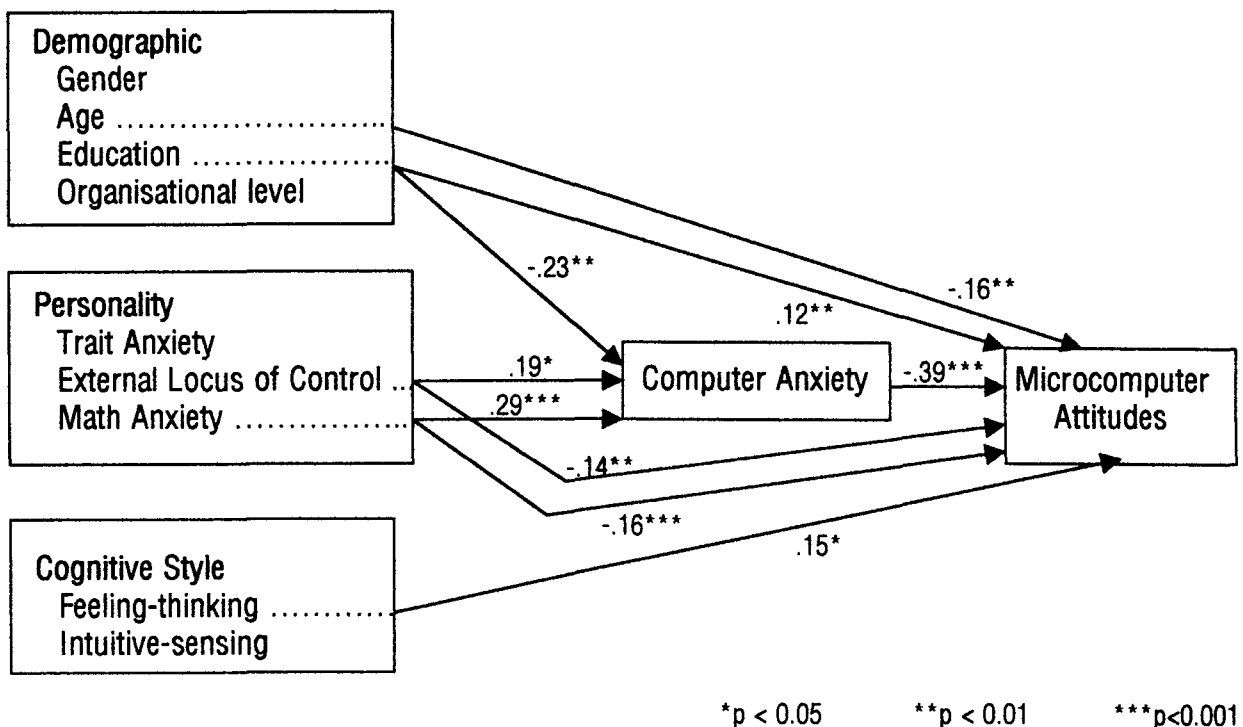 Demographic
Gender
Age ........................
Education ....................
Organisational level
-.23**
-.16**
.12**
Personality
Trait Anxiety
External Locus of Control ...
Math Anxiety .................
.19*
.29***
Computer Anxiety
-.39***
Microcomputer
Attitudes
-.14**
-.16***
.15*
Cognitive Style
Feeling-thinking ............
Intuitive-sensing
*p < 0.05 **p < 0.01 ***p<0.001